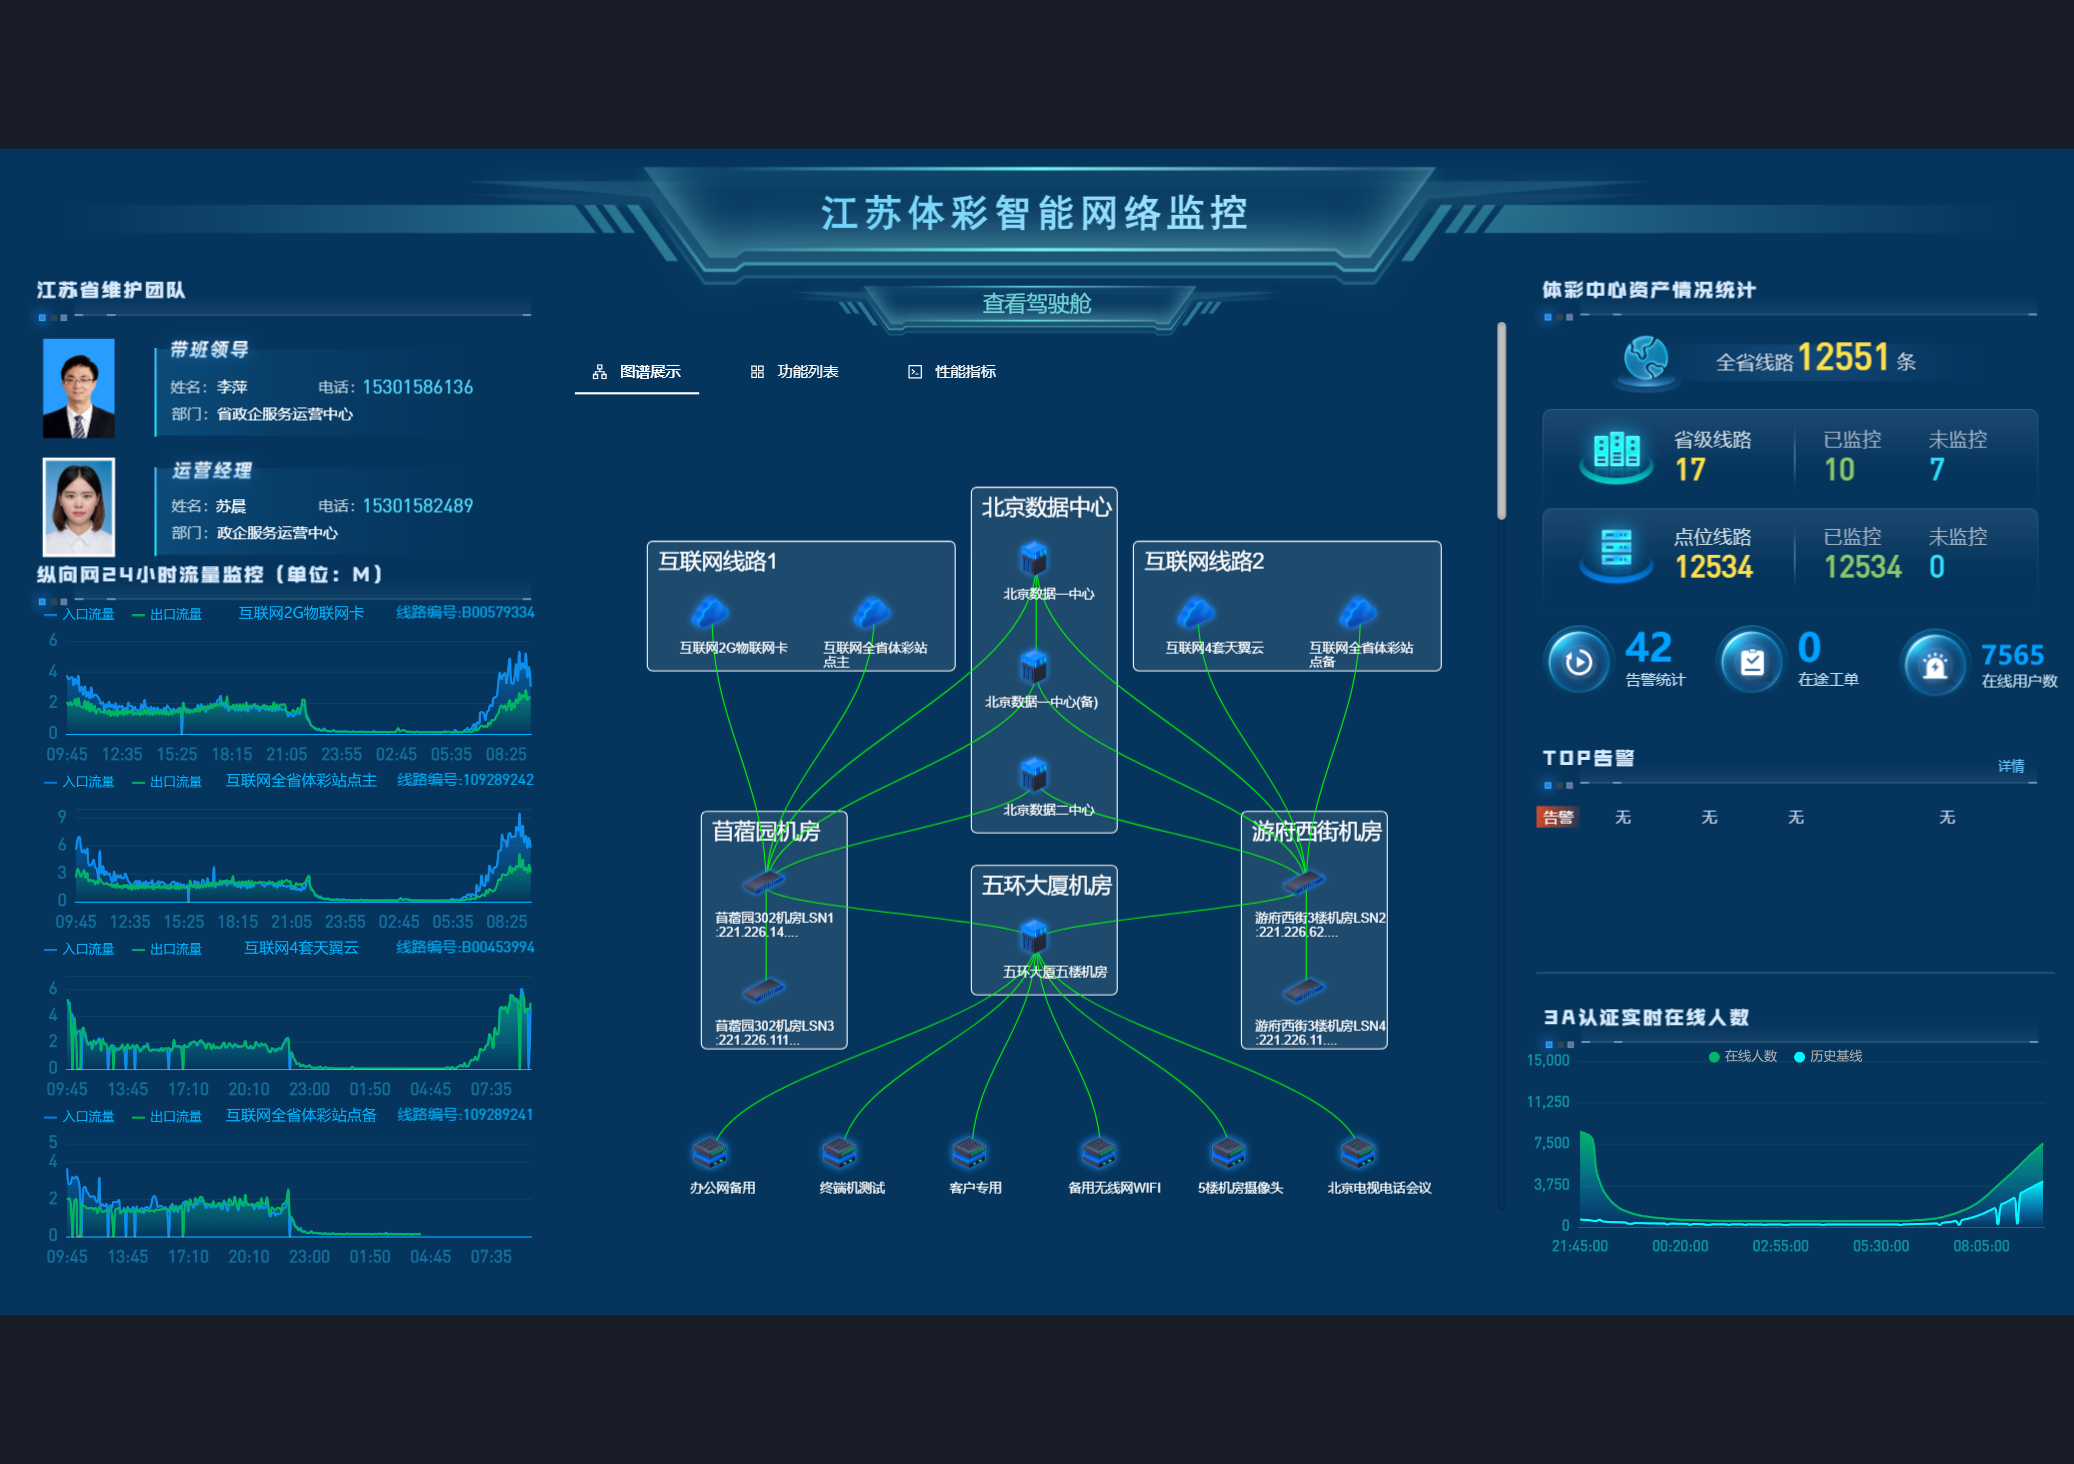 江苏体彩智能网络监控
查看驾驶舱
江苏省维护团队
带班领导
姓名：李萍 电话：15301586136
部门：省政企服务运营中心
运营经理
姓名：苏晨 电话：15301582489
部门：政企服务运营中心
纵向网24小时流量监控（单位：M）
入口流量 出口流量 互联网2G物联网卡 线路编号:B00579334
6
4
2
0
09:45 12:35 15:25 18:15 21:05 23:55 02:45 05:35 08:25
入口流量 出口流量 互联网全省体彩站点主 线路编号:109289242
9
6
3
0
09:45 12:35 15:25 18:15 21:05 23:55 02:45 05:35 08:25
入口流量 出口流量 互联网4套天翼云 线路编号:B00453994
6
4
2
0
09:45 13:45 17:10 20:10 23:00 01:50 04:45 07:35
入口流量 出口流量 互联网全省体彩站点备 线路编号:109289241
5
4
2
0
09:45 13:45 17:10 20:10 23:00 01:50 04:45 07:35
图谱展示 功能列表 性能指标
北京数据中心
北京数据一中心
北京数据一中心(备)
北京数据二中心
互联网线路1
互联网2G物联网卡
互联网全省体彩站
点主
互联网线路2
互联网4套天翼云
互联网全省体彩站
点备
苜蓿园机房
苜蓿园302机房LSN1
:221.226.14....
苜蓿园302机房LSN3
:221.226.111...
五环大厦机房
五环大厦五楼机房
游府西街机房
游府西街3楼机房LSN2
:221.226.62....
游府西街3楼机房LSN4
:221.226.11....
办公网备用
终端机测试
客户专用
备用无线网WIFI
5楼机房摄像头
北京电视电话会议
体彩中心资产情况统计
全省线路12551条
省级线路 已监控 未监控
17 10 7
点位线路 已监控 未监控
12534 12534 0
42 0 7565
告警统计 在途工单 在线用户数
TOP告警
详情
告警 无 无 无 无
3A认证实时在线人数
在线人数 历史基线
15,000
11,250
7,500
3,750
0
21:45:00 00:20:00 02:55:00 05:30:00 08:05:00